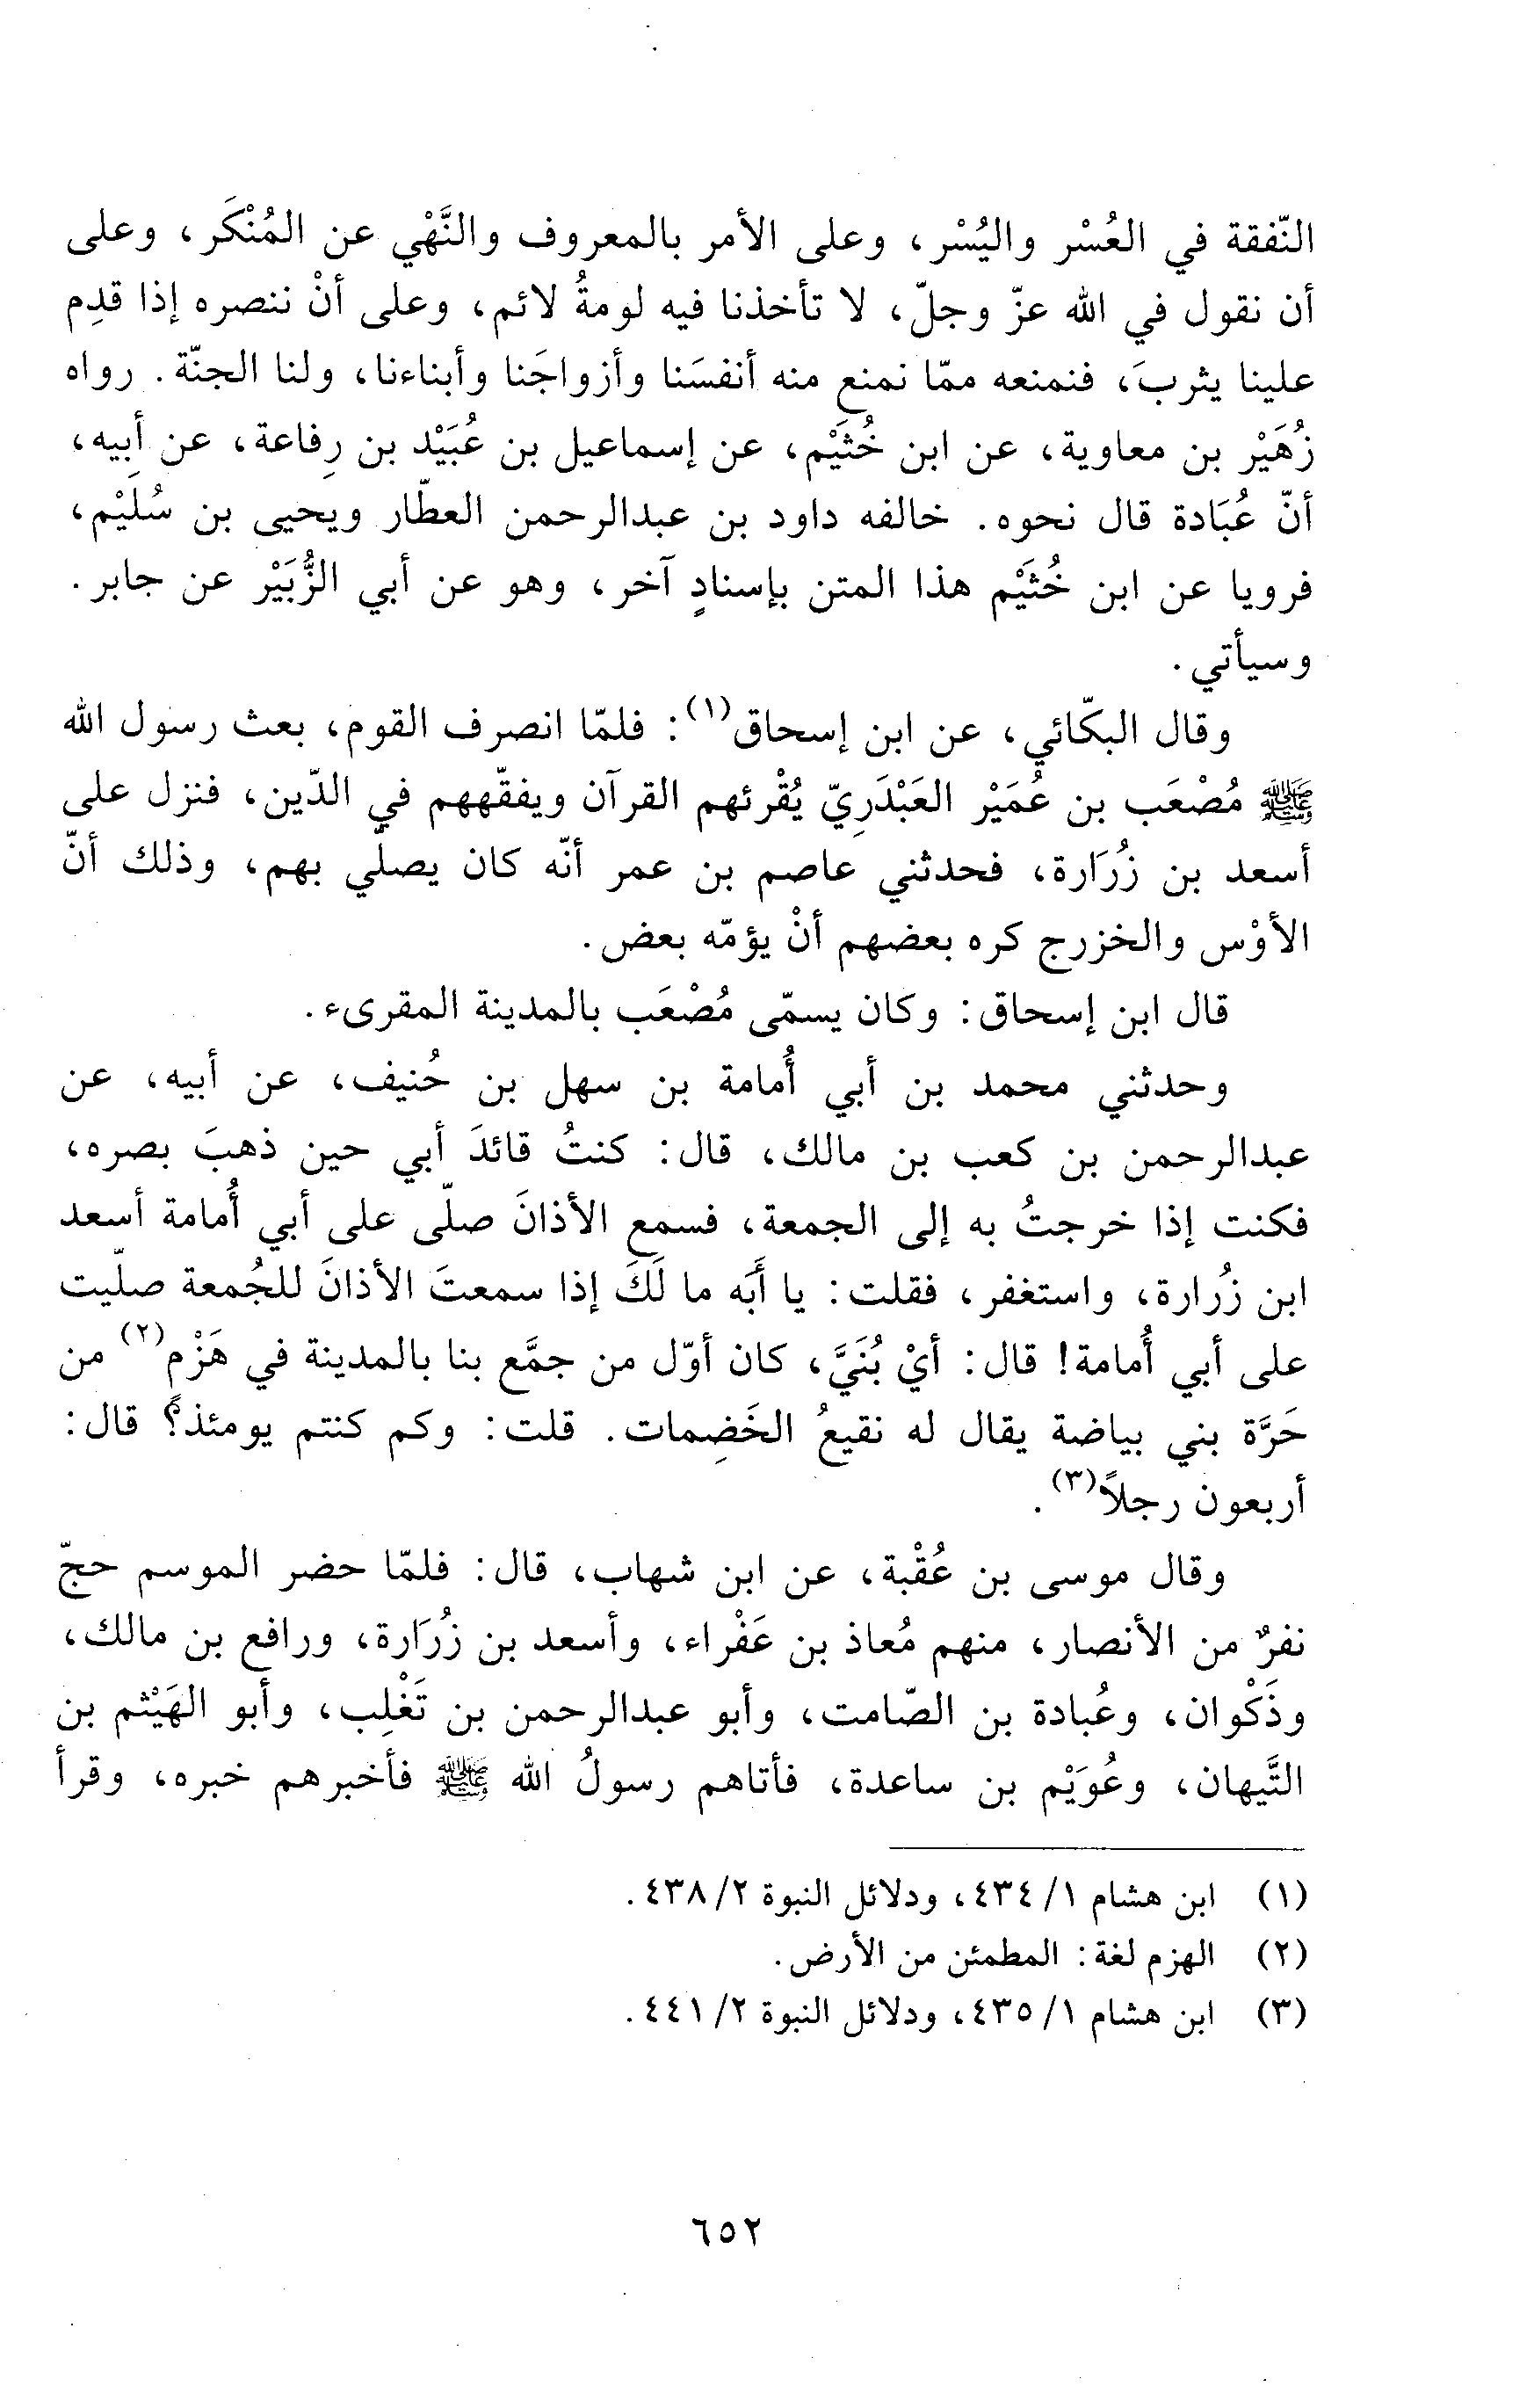 النّفقة في العُسْر واليُسْر، وعلى الأمر بالمعروف والنَّهْي عن المُنْكَر، وعلى
أن نقول في الله عزّ وجلّ، لا تأخذنا فيه لومةُ لائم، وعلى أنْ ننصره إذا قدِم
علينا يثربَ، فنمنعه ممّا نمنع منه أنفسَنا وأزواجَنا وأبناءنا، ولنا الجنّة. رواه
زُهَيْر بن معاوية، عن ابن خُثَيْم، عن إسماعيل بن عُبَيْد بن رِفاعة، عن أبيه،
أنّ عُبَادة قال نحوه. خالفه داود بن عبدالرحمن العطّار ويحيى بن سُلَيْم،
فرويا عن ابن خُثَيْم هذا المتن بإسنادٍ آخر، وهو عن أبي الزُّبَيْر عن جابر.
وسيأتي.
وقال البكّائي، عن ابن إسحاق(١): فلمّا انصرف القوم، بعث رسول الله
ﷺ مُصْعَب بن عُمَيْر العَبْدَرِيّ يُقْرئهم القرآن ويفقّههم في الدّين، فنزل على
أسعد بن زُرَارة، فحدثني عاصم بن عمر أنّه كان يصلّي بهم، وذلك أنّ
الأوْس والخزرج كره بعضهم أنْ يؤمّه بعض.
قال ابن إسحاق: وكان يسمّى مُصْعَب بالمدينة المقرىء.
وحدثني محمد بن أبي أُمامة بن سهل بن حُنيف، عن أبيه، عن
عبدالرحمن بن كعب بن مالك، قال: كنتُ قائدَ أبي حين ذهبَ بصره،
فكنت إذا خرجتُ به إلى الجمعة، فسمع الأذانَ صلّى على أبي أُمامة أسعد
ابن زُرارة، واستغفر، فقلت: يا أَبَه ما لَكَ إذا سمعتَ الأذانَ للجُمعة صلّيت
على أبي أُمامة! قال: أيْ بُنَيَّ، كان أوّل من جمَّع بنا بالمدينة في هَزْم(٢) من
حَرَّة بني بياضة يقال له نقيعُ الخَضِمات. قلت: وكم كنتم يومئذ؟ قال:
أربعون رجلاً(٣).
وقال موسى بن عُقْبة، عن ابن شهاب، قال: فلمّا حضر الموسم حجّ
نفرٌ من الأنصار، منهم مُعاذ بن عَفْراء، وأسعد بن زُرَارة، ورافع بن مالك،
وذَكْوان، وعُبادة بن الصّامت، وأبو عبدالرحمن بن تَغْلِب، وأبو الهَيْثم بن
التَّيهان، وعُوَيْم بن ساعدة، فأتاهم رسولُ الله ﷺ فأخبرهم خبره، وقرأ
(١) ابن هشام ١/ ٤٣٤، ودلائل النبوة ٢/ ٤٣٨.
(٢) الهزم لغة: المطمئن من الأرض.
(٣) ابن هشام ١/ ٤٣٥، ودلائل النبوة ٢/ ٤٤١.
٦٥٢